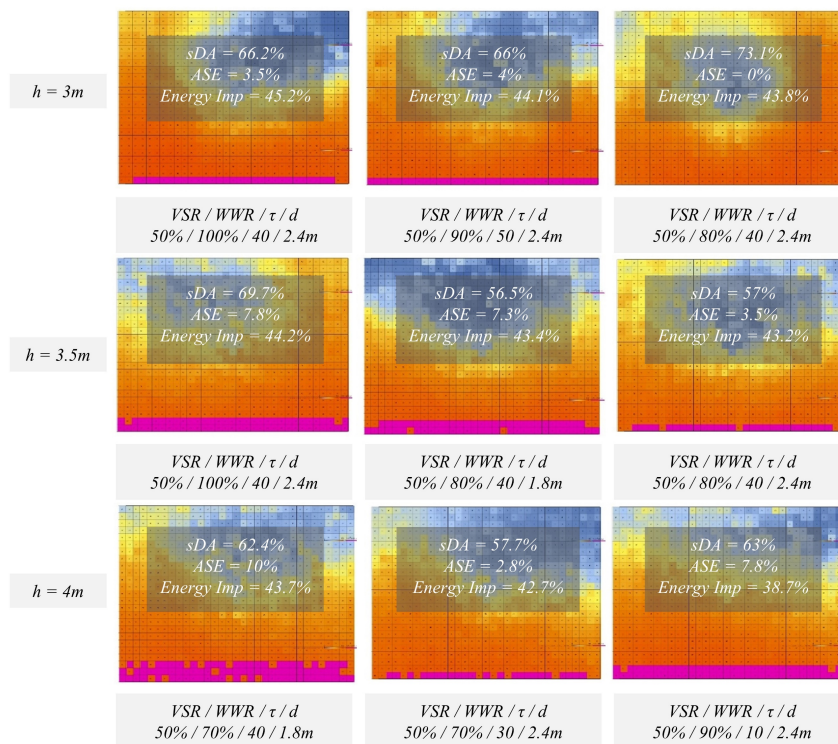 h = 3m
sDA = 66.2%
ASE = 3.5%
Energy Imp = 45.2%
sDA = 66%
ASE = 4%
Energy Imp = 44.1%
sDA = 73.1%
ASE = 0%
Energy Imp = 43.8%
VSR / WWR / τ / d
50% / 100% / 40 / 2.4m
VSR / WWR / τ / d
50% / 90% / 50 / 2.4m
VSR / WWR / τ / d
50% / 80% / 40 / 2.4m
h = 3.5m
sDA = 69.7%
ASE = 7.8%
Energy Imp = 44.2%
sDA = 56.5%
ASE = 7.3%
Energy Imp = 43.4%
sDA = 57%
ASE = 3.5%
Energy Imp = 43.2%
VSR / WWR / τ / d
50% / 100% / 40 / 2.4m
VSR / WWR / τ / d
50% / 80% / 40 / 1.8m
VSR / WWR / τ / d
50% / 80% / 40 / 2.4m
h = 4m
sDA = 62.4%
ASE = 10%
Energy Imp = 43.7%
sDA = 57.7%
ASE = 2.8%
Energy Imp = 42.7%
sDA = 63%
ASE = 7.8%
Energy Imp = 38.7%
VSR / WWR / τ / d
50% / 70% / 40 / 1.8m
VSR / WWR / τ / d
50% / 70% / 30 / 2.4m
VSR / WWR / τ / d
50% / 90% / 10 / 2.4m